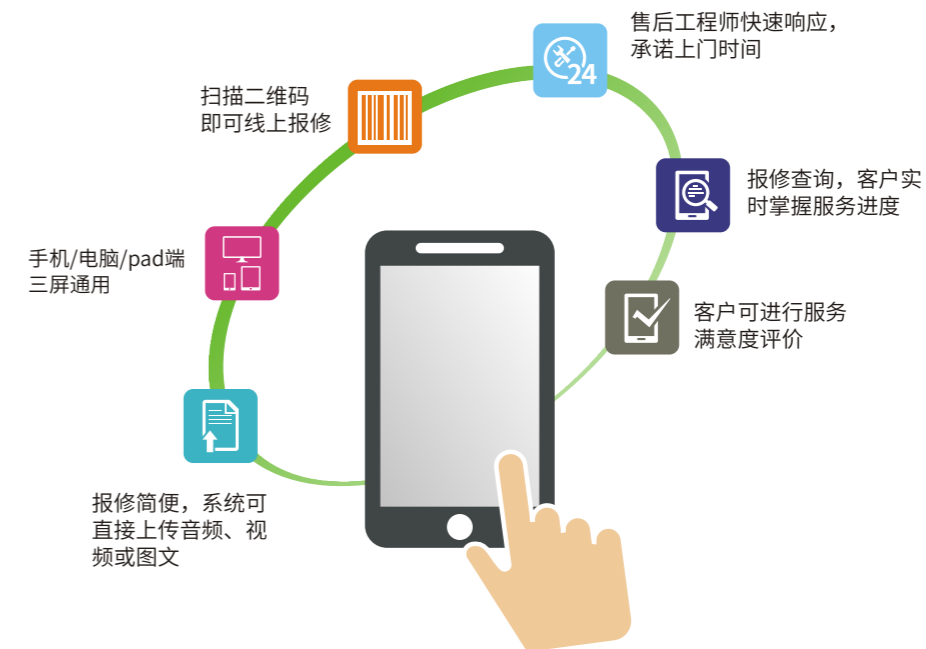 售后工程师快速响应，
承诺上门时间
24
扫描二维码
即可线上报修
报修查询，客户实
时掌握服务进度
手机/电脑/pad端
三屏通用
客户可进行服务
满意度评价
报修简便，系统可
直接上传音频、视
频或图文